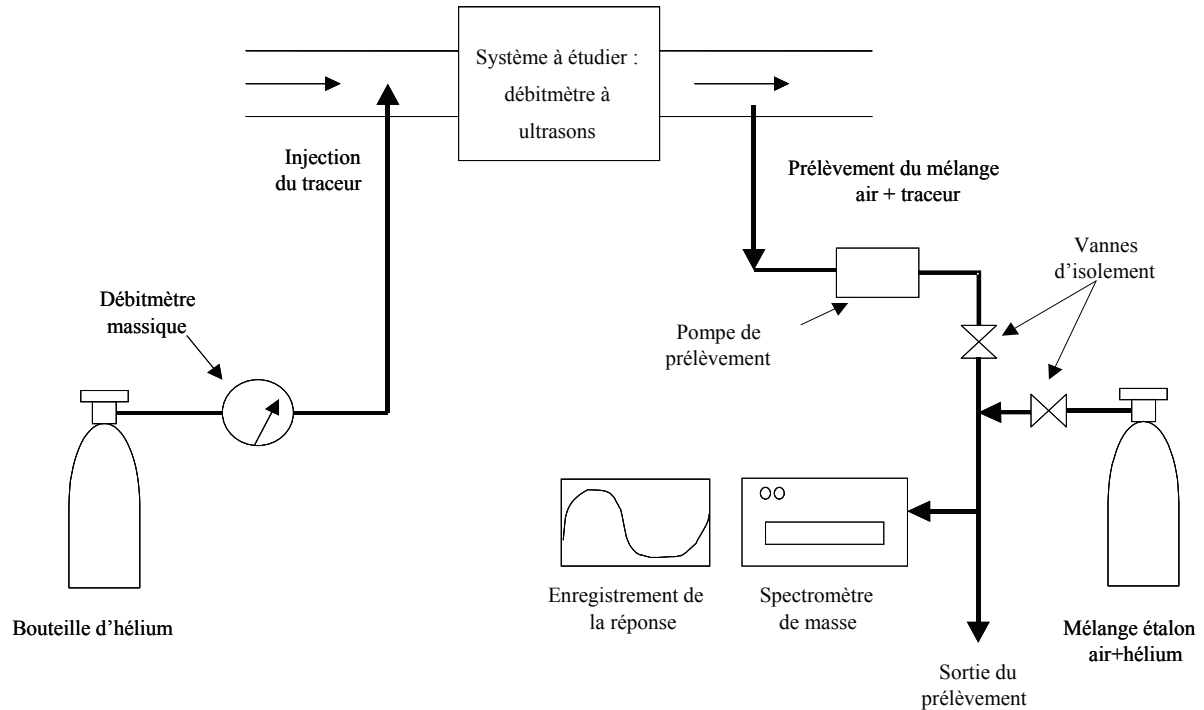 Système à étudier :
débitmètre à
ultrasons
Injection
du traceur
Prélèvement du mélange
air + traceur
Vannes
d’isolement
Débitmètre
massique
Pompe de
prélèvement
Enregistrement de
la réponse
Spectromètre
de masse
Bouteille d’hélium
Mélange étalon
air+hélium
Sortie du
prélèvement